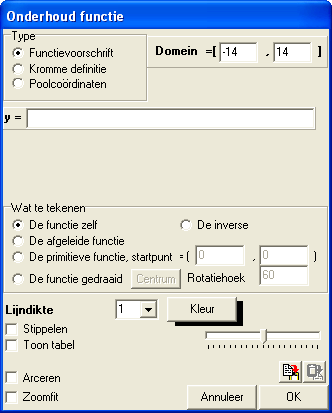 Onderhoud functie
Type
Functievoorschrift
Domein =[ -14 , 14 ]
Kromme definitie
Poolcoördinaten
y =
Wat te tekenen
De functie zelf De inverse
De afgeleide functie
De primitieve functie, startpunt =( 0 , 0 )
De functie gedraaid Centrum Rotatiehoek 60
Lijndikte 1 Kleur
Stippelen
Toon tabel
Arceren
Zoomfit Annuleer OK